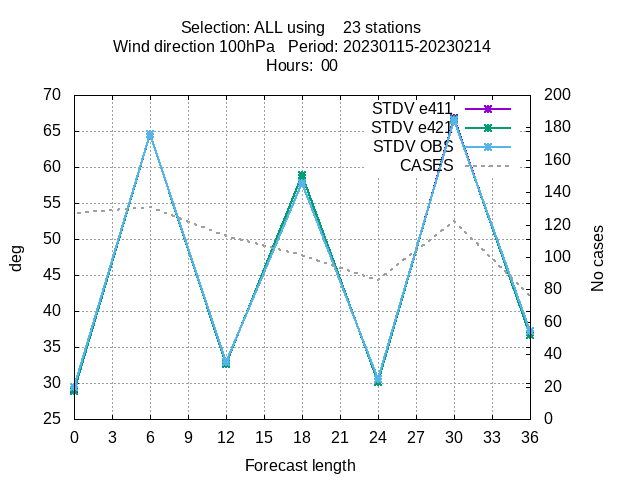 Selection: ALL using    23 stations
Wind direction 100hPa   Period: 20230115-20230214
Hours:  00
STDV e411
STDV e421
STDV OBS
CASES
70
65
60
55
50
45
40
35
30
25
200
180
160
140
120
100
80
60
40
20
0
deg
No cases
0 3 6 9 12 15 18 21 24 27 30 33 36
Forecast length